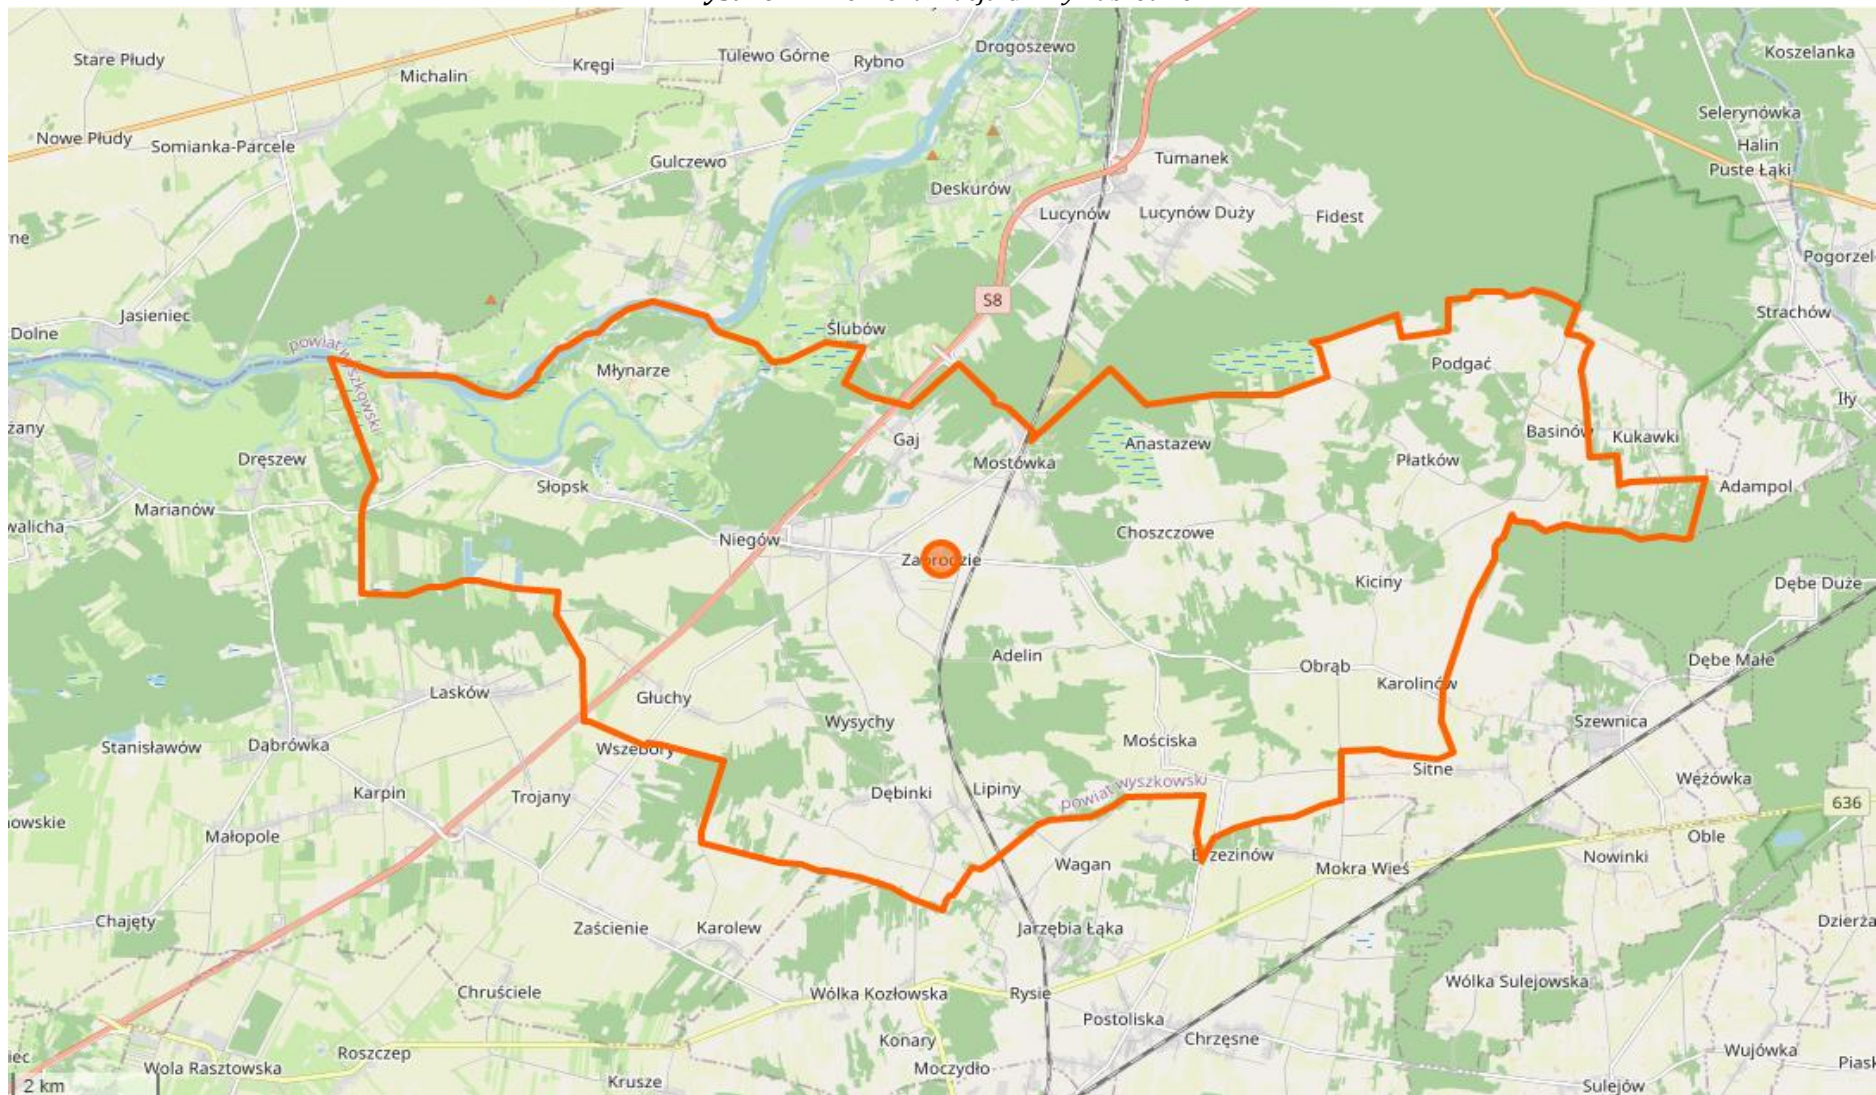 Stare Płudy
Michalin
Kręgi
Tulewo Górne
Rybno
Drogoszewo
Koszelanka
Nowe Płudy
Somianka-Parcele
Gulczewo
Deskurów
Tumanek
Selerynówka
Halin
Puste Łąki
Lucynów
Lucynów Duży
Fidest
Pogorzel
Jasieniec
Dolne
S8
Strachów
powiat wyszkowski
Ślubów
Młynarze
Podgać
Iły
Gaj
Mostówka
Anastazew
Płatków
Basinów
Kukawki
Dręszew
Słopsk
Adampol
Marianów
Niegów
Zabrodzie
Choszczowe
Kiciny
Dębe Duże
Lasków
Głuchy
Adelin
Obrąb
Karolinów
Dębe Małe
Stanisławów
Dąbrówka
Wszebory
Wysychy
Mościska
Szewnica
Karpin
Trojany
Dębinki
Lipiny
powiat wyszkowski
Sitne
Wężówka
636
Małopole
Wagan
Brzezinów
Mokra Wieś
Nowinki
Oble
Chajęty
Zaścienie
Karolew
Jarzębia Łąka
Chruściele
Wólka Kozłowska
Rysie
Wólka Sulejowska
Postoliska
Chrzęsne
Konary
Roszczep
Wola Rasztowska
Moczydło
Krusze
Wujówka
Sulejów
2 km